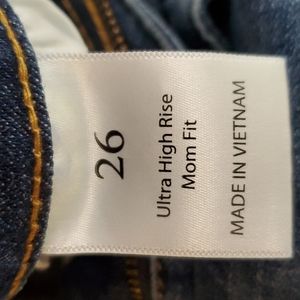 26
Ultra High Rise
Mom Fit
MADE IN VIETNAM